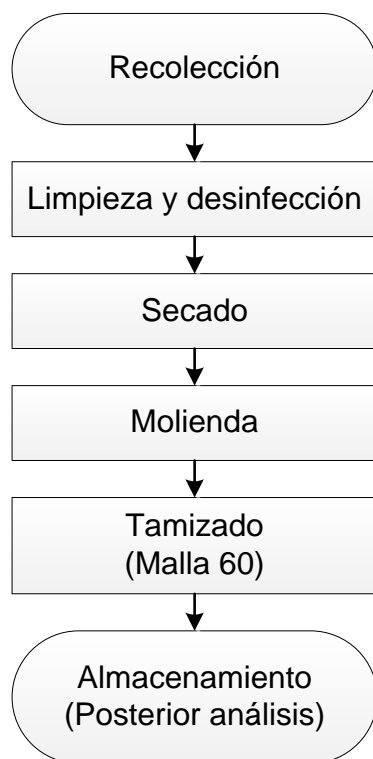 Recolección
Limpieza y desinfección
Secado
Molienda
Tamizado
(Malla 60)
Almacenamiento
(Posterior análisis)